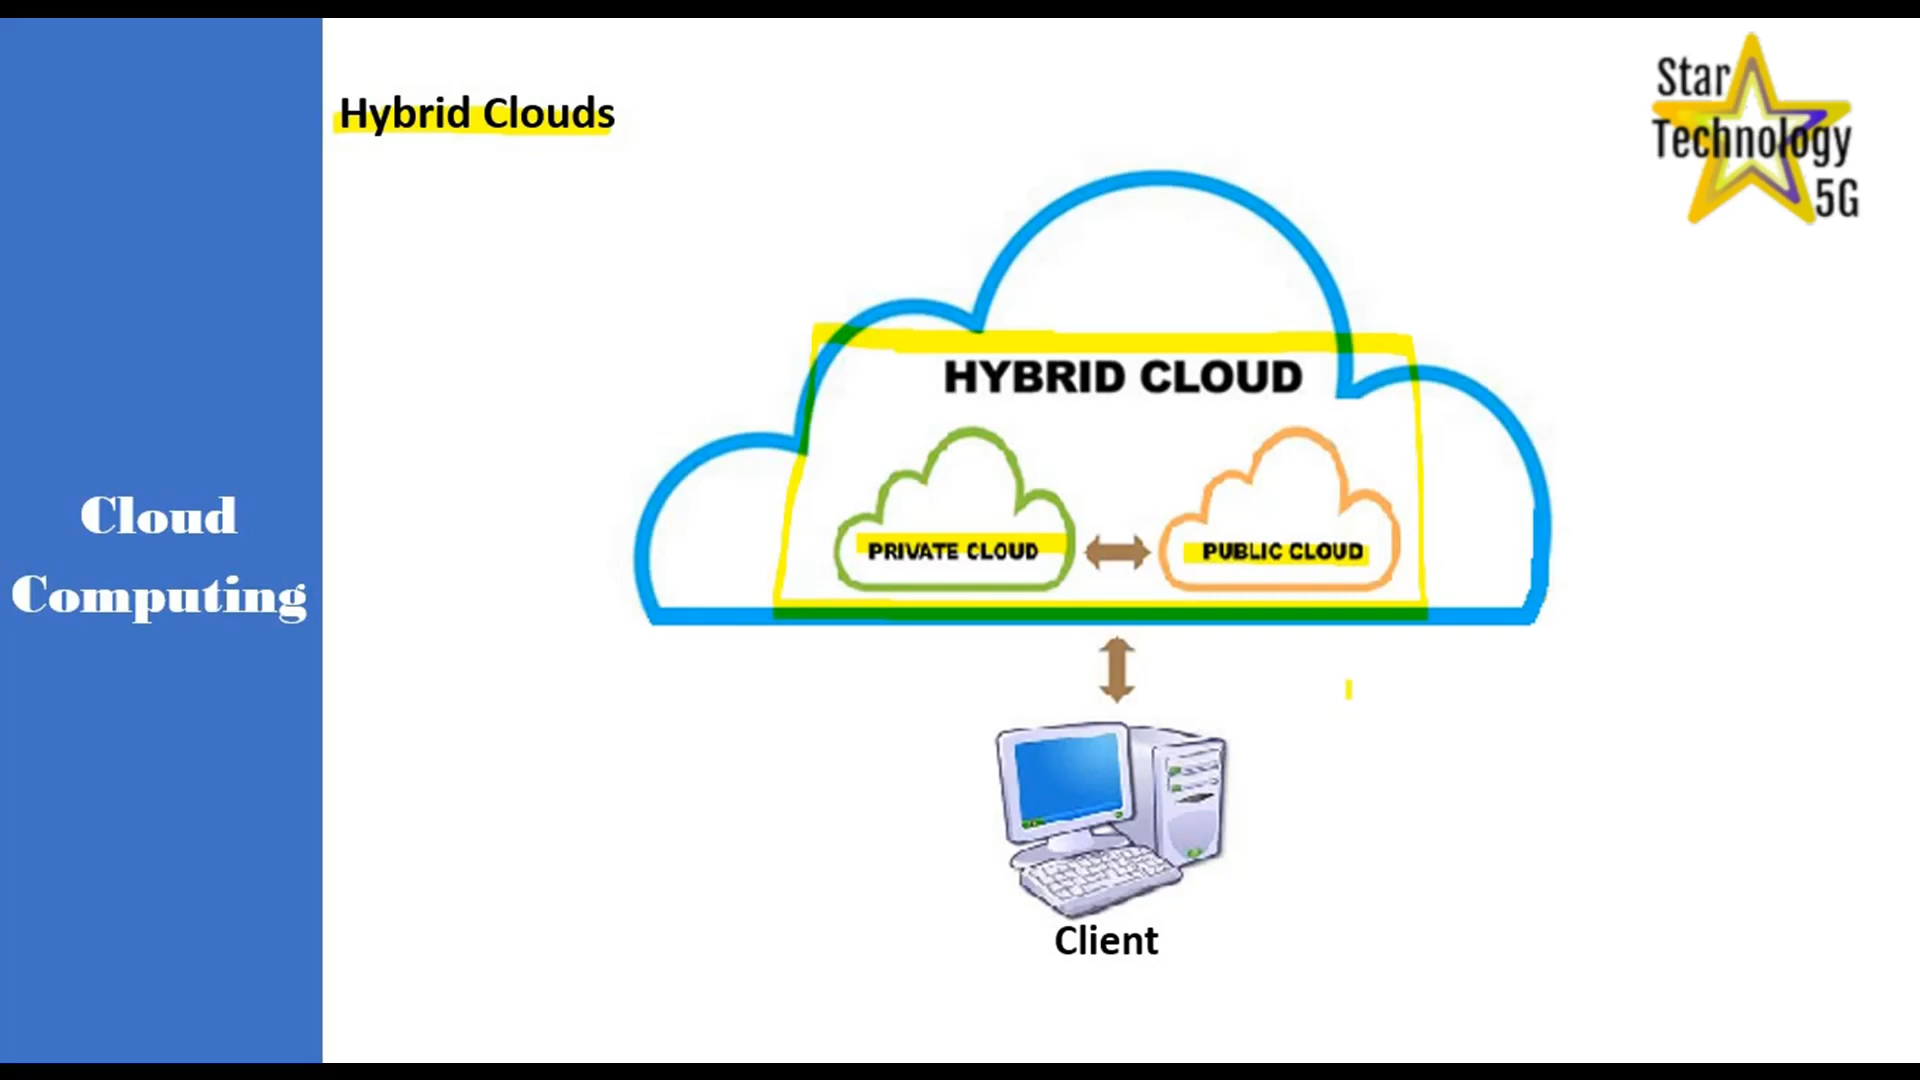 Hybrid Clouds
Star
Technology
5G
HYBRID CLOUD
PRIVATE CLOUD
PUBLIC CLOUD
Cloud
Computing
Client